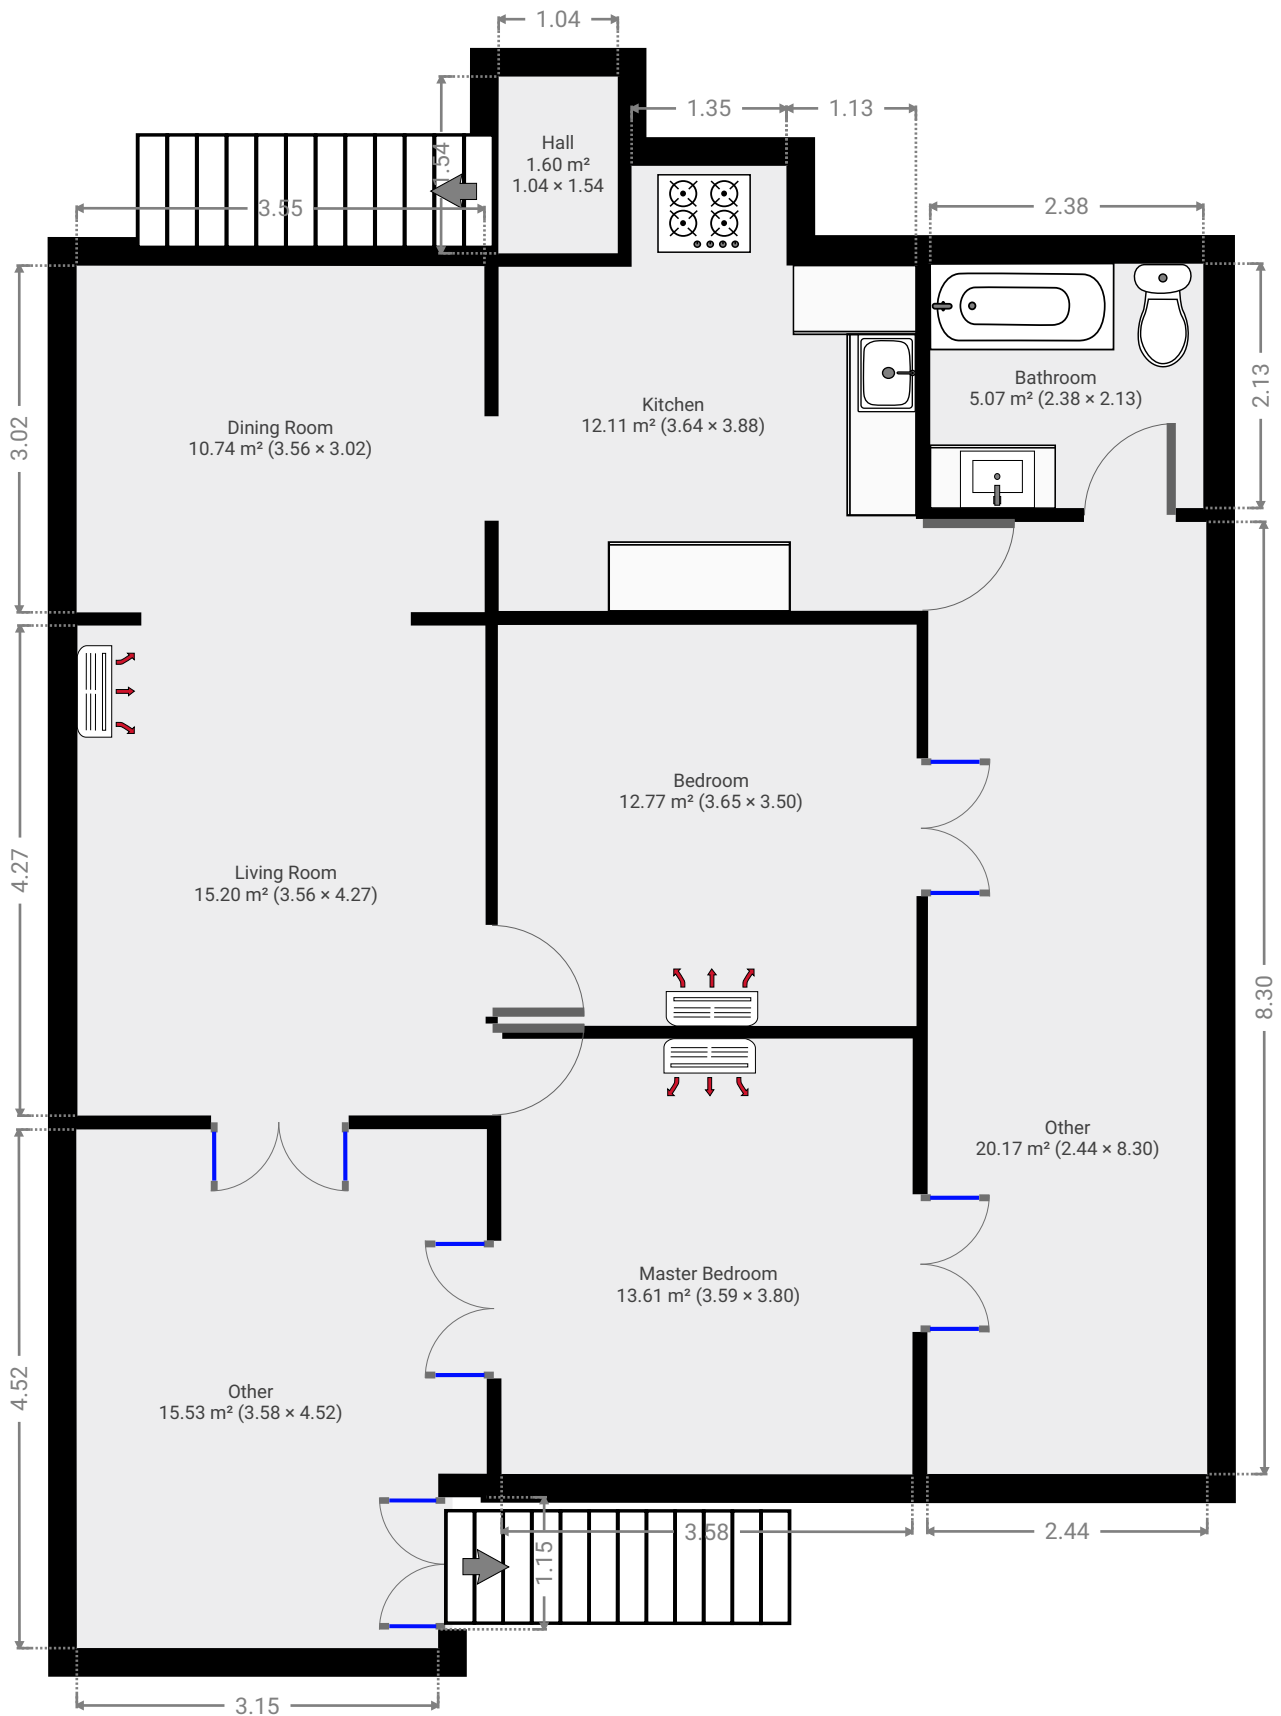 1.04
1.35
1.13
Hall
1.60 m²
1.04 × 1.54
.54
3.55
2.38
2.13
3.02
Dining Room
10.74 m² (3.56 × 3.02)
Kitchen
12.11 m² (3.64 × 3.88)
Bathroom
5.07 m² (2.38 × 2.13)
4.27
Living Room
15.20 m² (3.56 × 4.27)
Bedroom
12.77 m² (3.65 × 3.50)
8.30
Other
20.17 m² (2.44 × 8.30)
Master Bedroom
13.61 m² (3.59 × 3.80)
4.52
Other
15.53 m² (3.58 × 4.52)
3.58
2.44
1.15
3.15